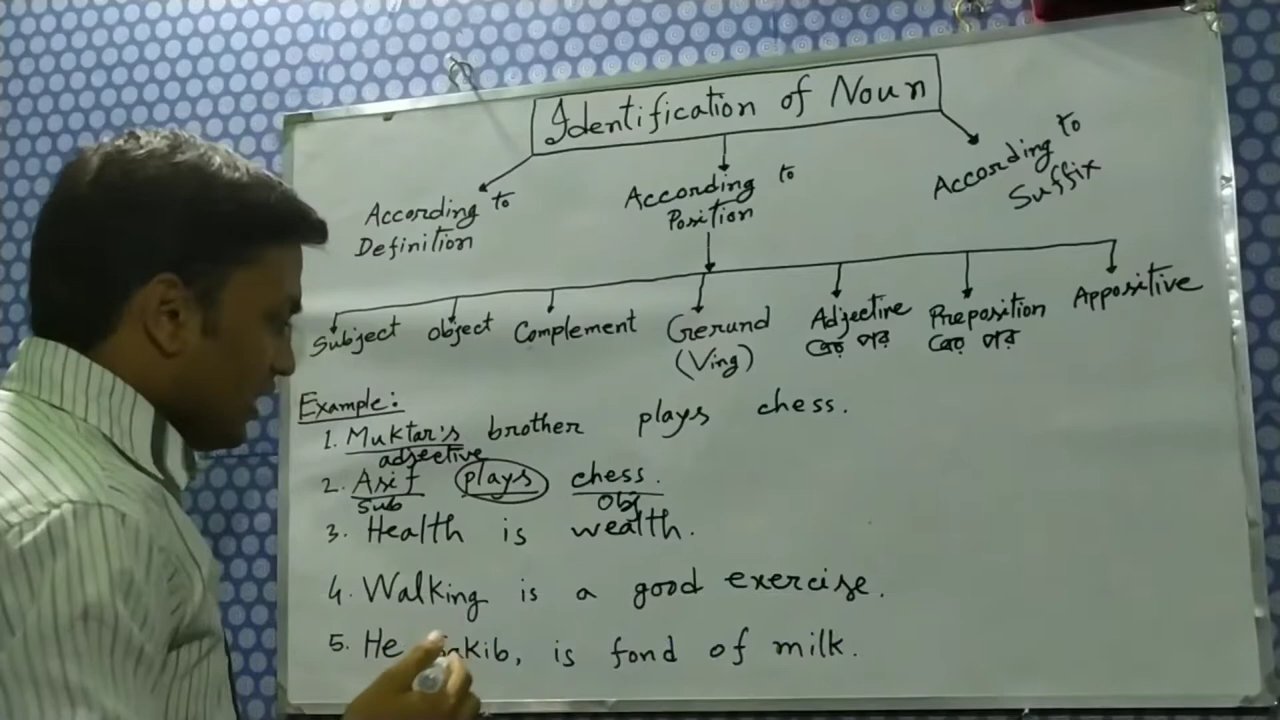 Identification of Noun
According to Definition
According to Position
According to Suffix
Subject object Complement Gerund (Ving) Adjective এর পর Preposition এর পর Appositive
Example:
1. Muktar's brother plays chess.
adjective
2. Asif plays chess.
Sub Obj
3. Health is wealth.
4. Walking is a good exercise.
5. He is fond of milk.